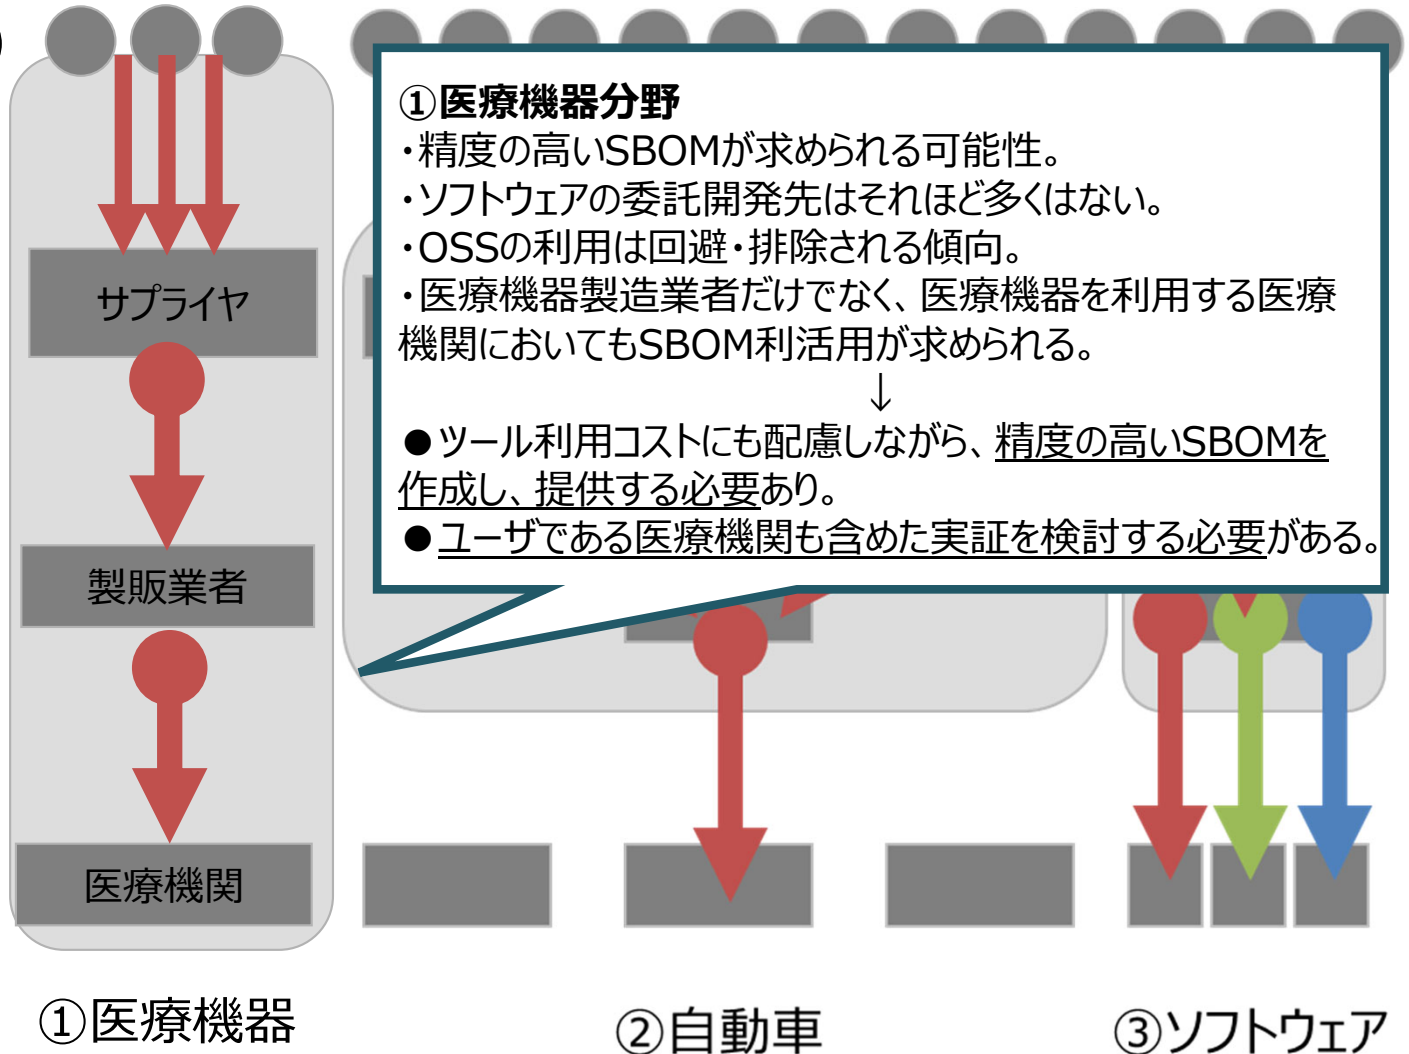 ①医療機器分野
・精度の高いSBOMが求められる可能性。
・ソフトウェアの委託開発先はそれほど多くはない。
・OSSの利用は回避・排除される傾向。
・医療機器製造業者だけでなく、医療機器を利用する医療
機関においてもSBOM利活用が求められる。
↓
●ツール利用コストにも配慮しながら、精度の高いSBOMを
作成し、提供する必要あり。
●ユーザである医療機関も含めた実証を検討する必要がある。
サプライヤ
製販業者
医療機関
①医療機器
②自動車
③ソフトウェア